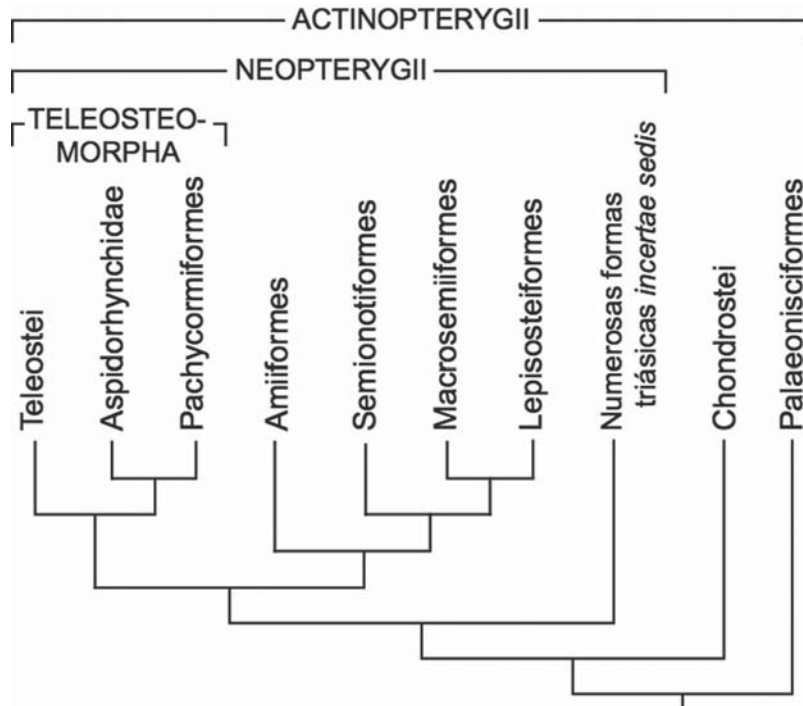 ACTINOPTERYGII
NEOPTERYGII
TELEOSTEO-
MORPHA
Teleostei
Aspidorhynchidae
Pachycormiformes
Amiiformes
Semionotiformes
Macrosemiiformes
Lepisosteiformes
Numerosas formas
triásicas incertae sedis
Chondrostei
Palaeonisciformes